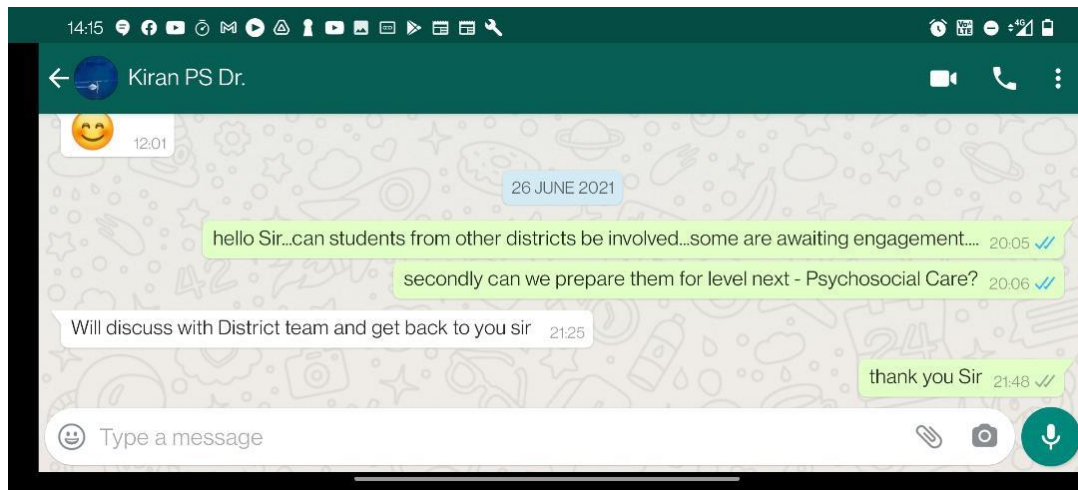 14:15
4G
Kiran PS Dr.
12:01
26 JUNE 2021
hello Sir...can students from other districts be involved...some are awaiting engagement.... 20:05
secondly can we prepare them for level next - Psychosocial Care? 20:06
Will discuss with District team and get back to you sir 21:25
thank you Sir 21:48
Type a message